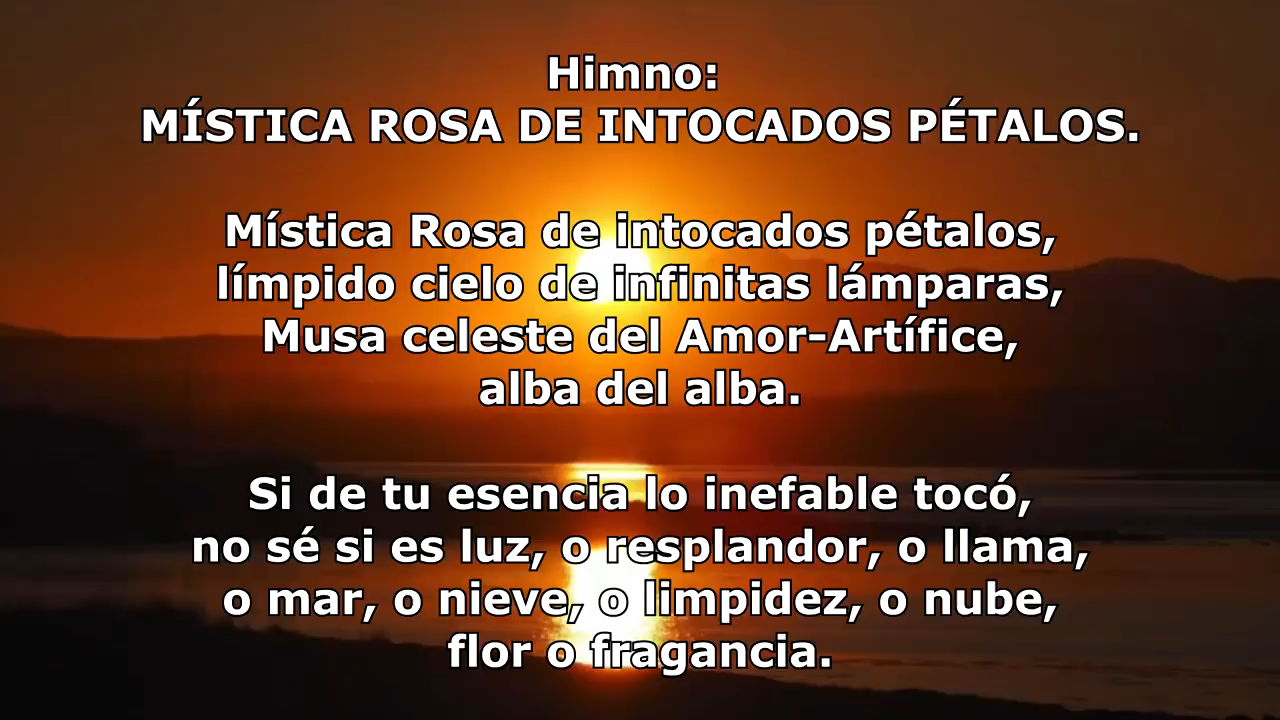 Himno:
MÍSTICA ROSA DE INTOCADOS PÉTALOS.
Mística Rosa de intocados pétalos,
límpido cielo de infinitas lámparas,
Musa celeste del Amor-Artífice,
alba del alba.
Si de tu esencia lo inefable tocó,
no sé si es luz, o resplandor, o llama,
o mar, o nieve, o limpidez, o nube,
flor o fragancia.